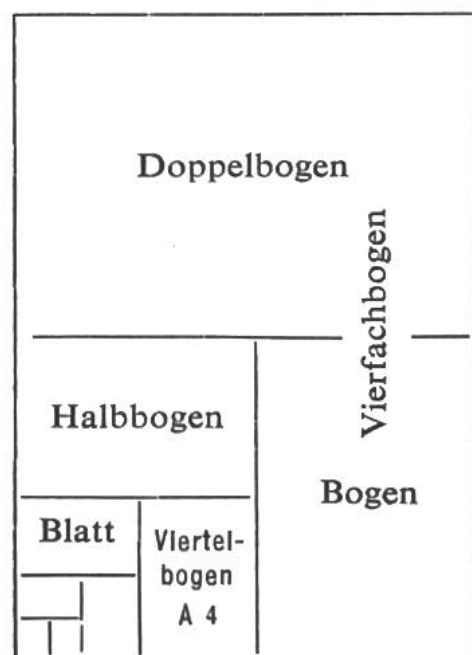 Doppelbogen
Vierfachbogen
Halbbogen
Bogen
Blatt
Viertel-
bogen
A 4